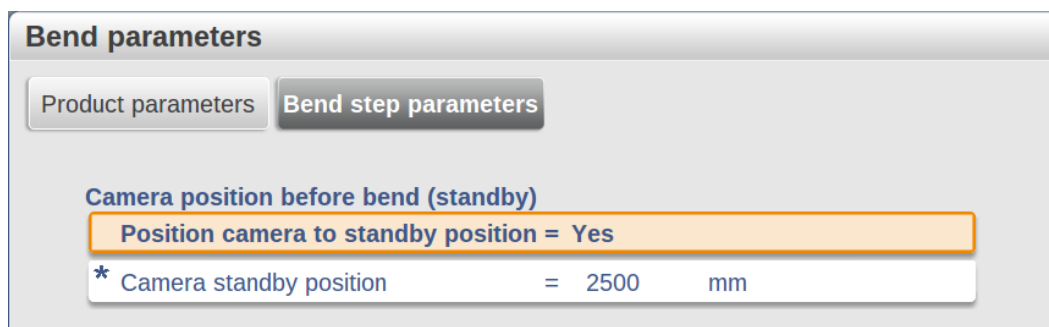 Bend parameters
Product parameters Bend step parameters
Camera position before bend (standby)
Position camera to standby position = Yes
* Camera standby position = 2500 mm